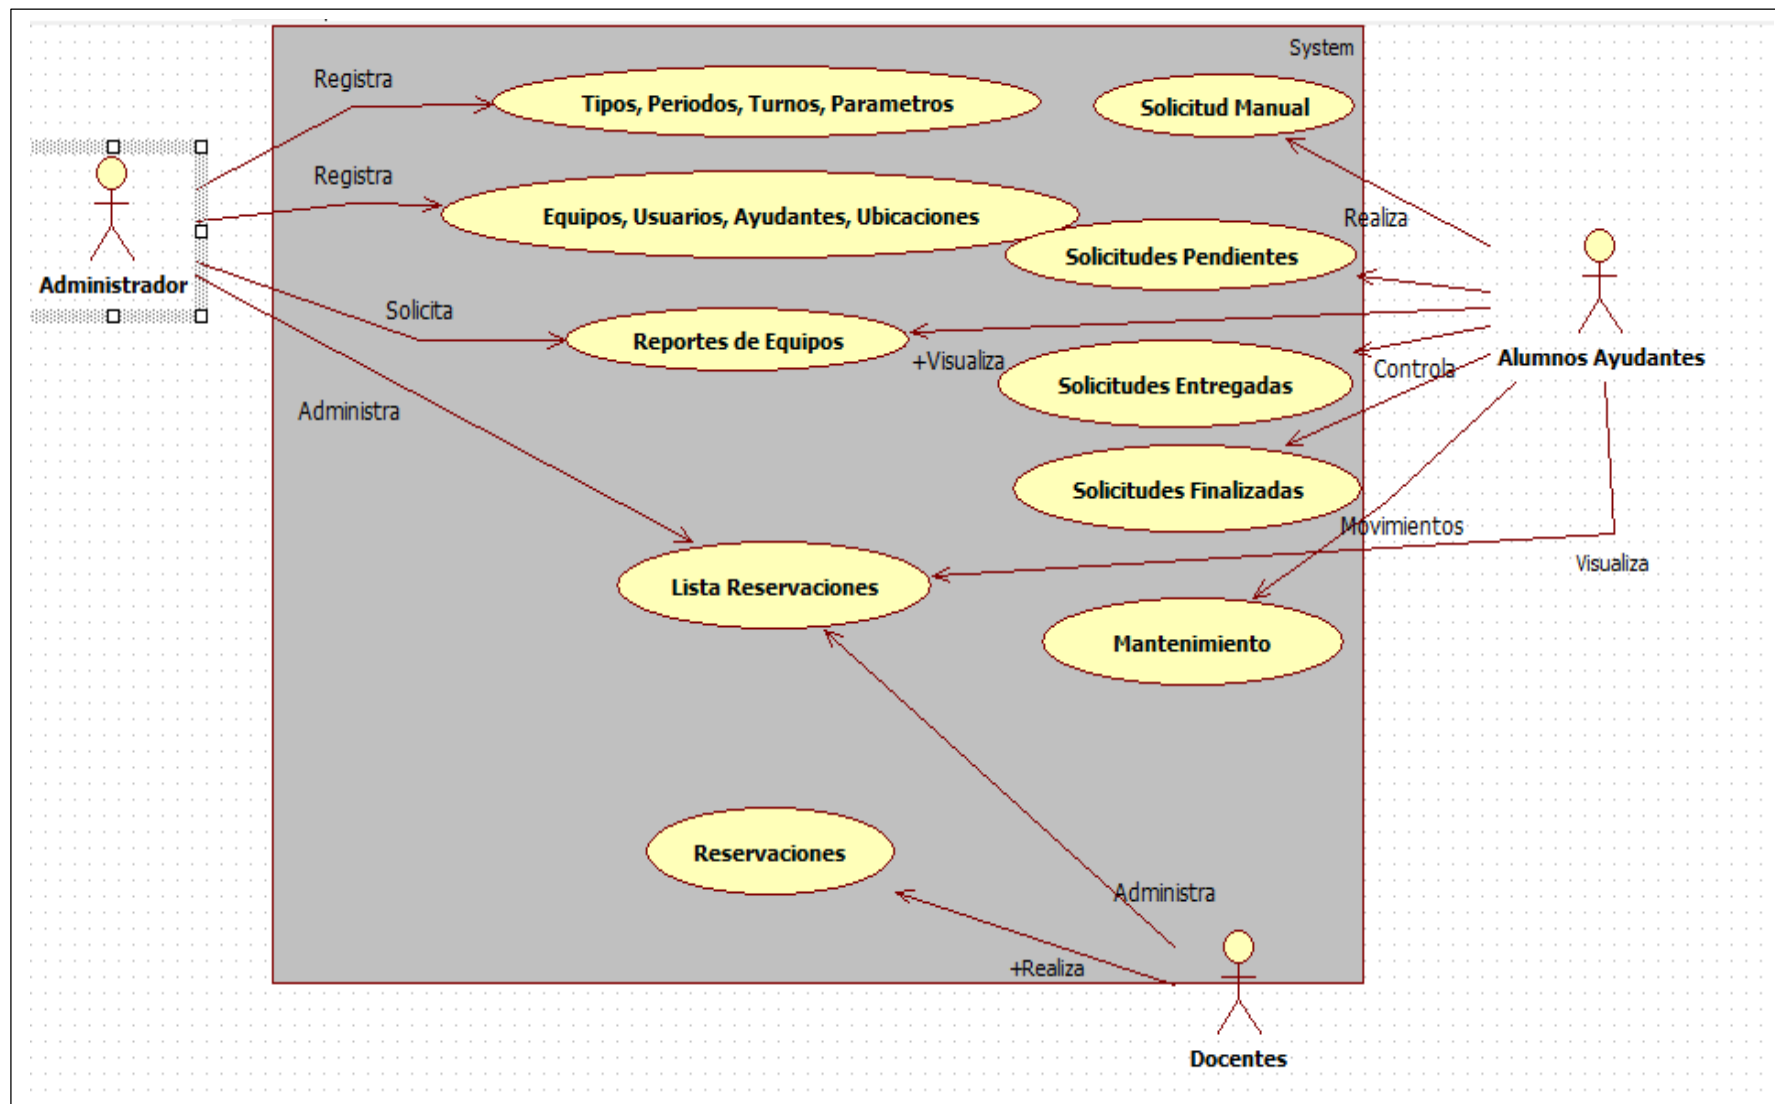 System
Registra
Tipos, Periodos, Turnos, Parametros
Solicitud Manual
Registra
Equipos, Usuarios, Ayudantes, Ubicaciones
Realiza
Solicitudes Pendientes
Administrador
Solicita
Reportes de Equipos
+Visualiza
Solicitudes Entregadas
Controla
Alumnos Ayudantes
Administra
Solicitudes Finalizadas
Movimientos
Visualiza
Lista Reservaciones
Mantenimiento
Reservaciones
Administra
+Realiza
Docentes